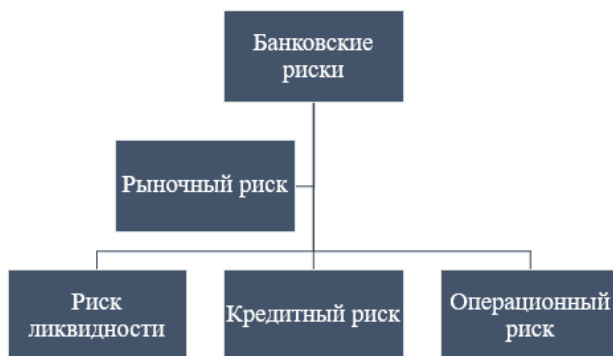 Банковские
риски
Рыночный риск
Риск
ликвидности
Кредитный риск
Операционный
риск